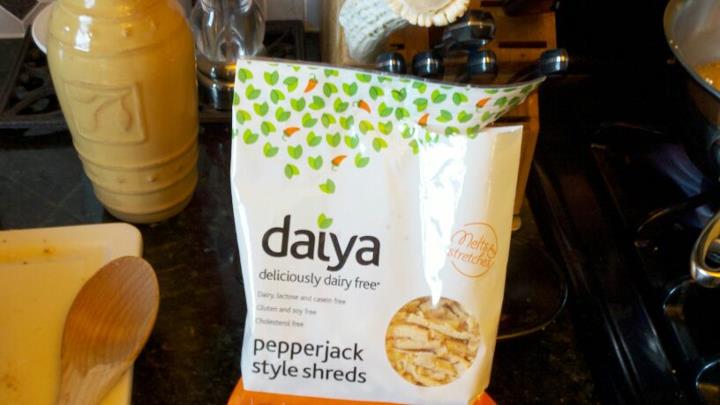 daiya
deliciously dairy free*
Melts &
stretches!
Dairy, lactose and casein free
Gluten and soy free
Cholesterol free
pepperjack
style shreds